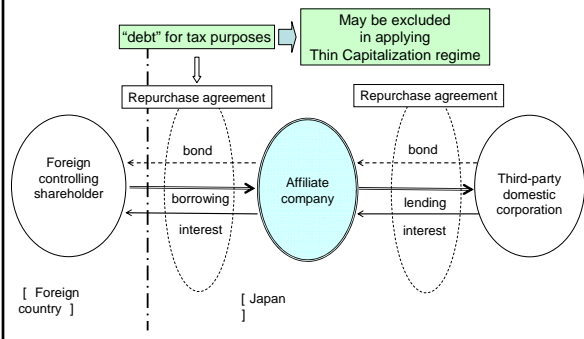 "debt" for tax purposes
May be excluded
in applying
Thin Capitalization regime
Repurchase agreement
Repurchase agreement
bond
bond
Foreign
controlling
shareholder
Affiliate
company
Third-party
domestic
corporation
borrowing
lending
interest
interest
[ Foreign
country ]
[ Japan
]